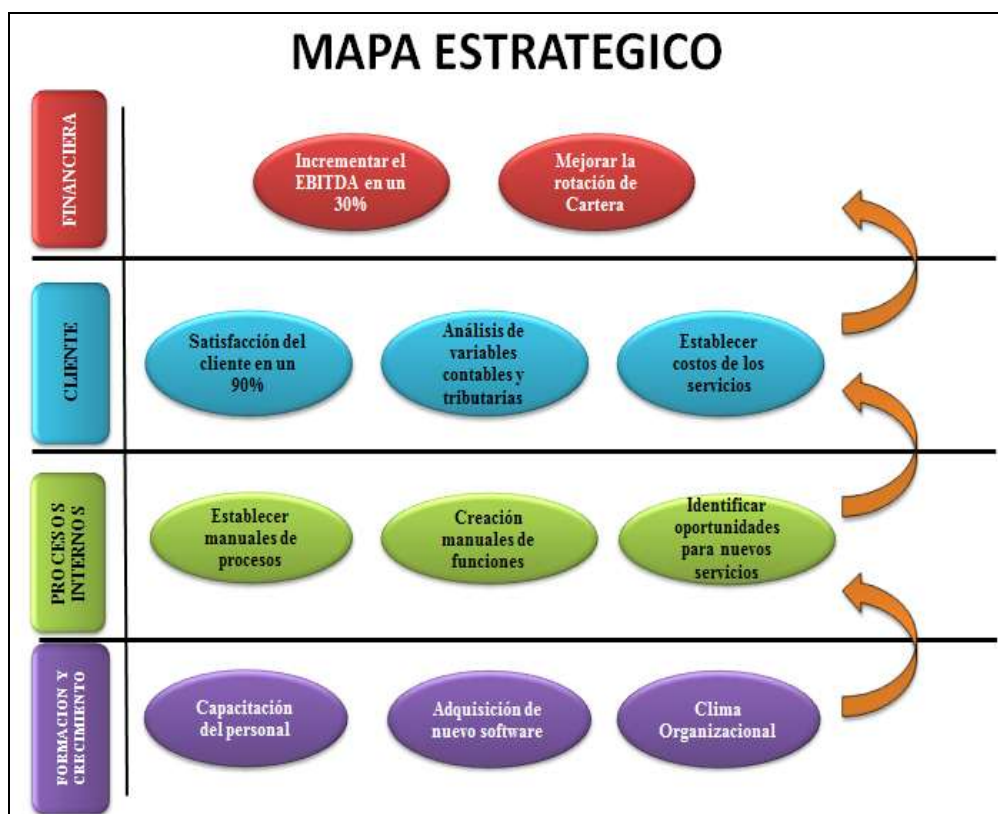 MAPA ESTRATEGICO
FINANCIERA
Incrementar el
EBITDA en un
30%
Mejorar la
rotación de
Cartera
CLIENTE
Satisfacción del
cliente en un
90%
Análisis de
variables
contables y
tributarias
Establecer
costos de los
servicios
PROCESOS
INTERNOS
Establecer
manuales de
procesos
Creación
manuales de
funciones
Identificar
oportunidades
para nuevos
servicios
FORMACION Y
CRECIMIENTO
Capacitación
del personal
Adquisición de
nuevo software
Clima
Organizacional